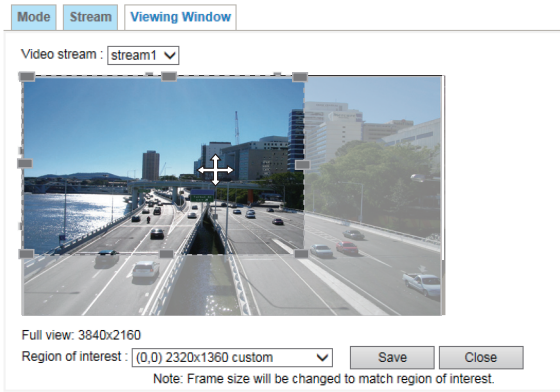 Mode Stream Viewing Window
Video stream : stream1
Full view: 3840x2160
Region of interest : (0,0) 2320x1360 custom Save Close
Note: Frame size will be changed to match region of interest.